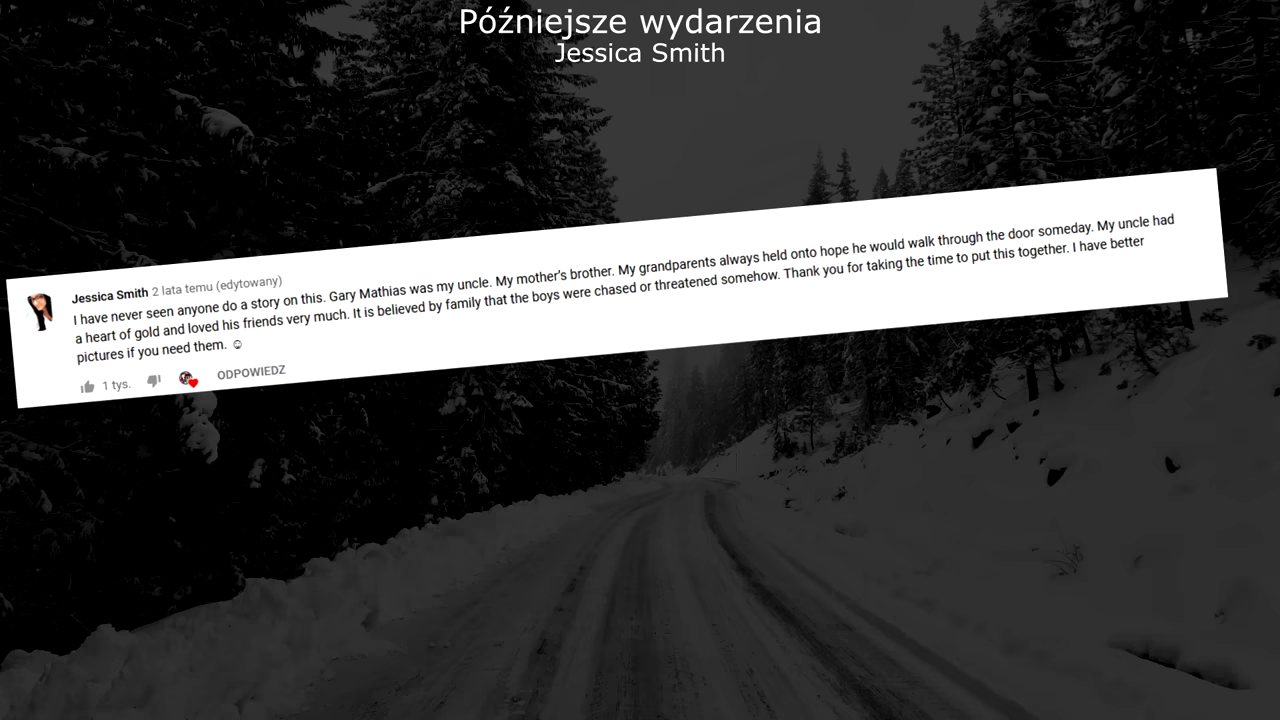 Późniejsze wydarzenia
Jessica Smith
Jessica Smith 2 lata temu (edytowany)
I have never seen anyone do a story on this. Gary Mathias was my uncle. My mother's brother. My grandparents always held onto hope he would walk through the door someday. My uncle had
a heart of gold and loved his friends very much. It is believed by family that the boys were chased or threatened somehow. Thank you for taking the time to put this together. I have better
pictures if you need them. ☺
1 tys. ODPOWIEDZ